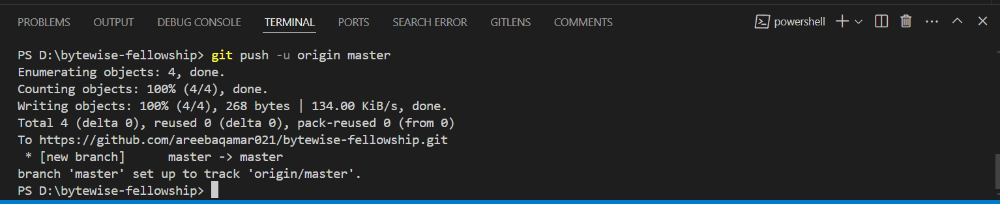 PROBLEMS OUTPUT DEBUG CONSOLE TERMINAL PORTS SEARCH ERROR GITLENS COMMENTS powershell
PS D:\bytewise-fellowship> git push -u origin master
Enumerating objects: 4, done.
Counting objects: 100% (4/4), done.
Writing objects: 100% (4/4), 268 bytes | 134.00 KiB/s, done.
Total 4 (delta 0), reused 0 (delta 0), pack-reused 0 (from 0)
To https://github.com/areebaqamar021/bytewise-fellowship.git
 * [new branch]      master -> master
branch 'master' set up to track 'origin/master'.
PS D:\bytewise-fellowship>